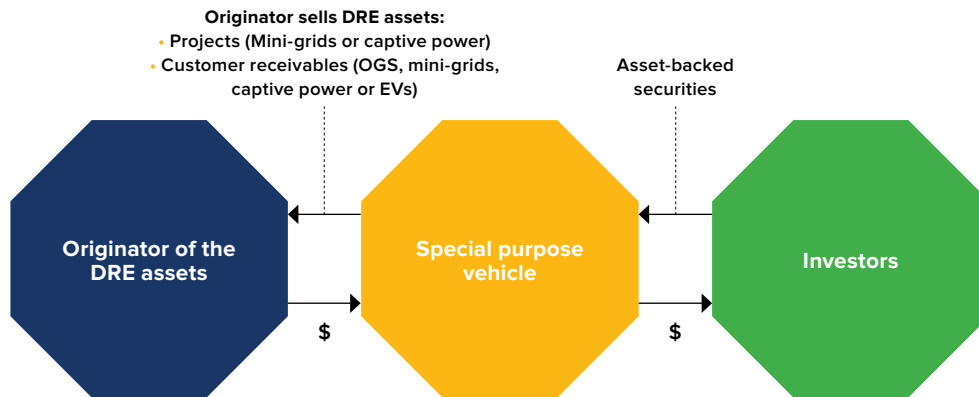 Originator sells DRE assets:
• Projects (Mini-grids or captive power)
• Customer receivables (OGS, mini-grids,
captive power or EVs)
Asset-backed
securities
Originator of the
DRE assets
Special purpose
vehicle
Investors
$
$